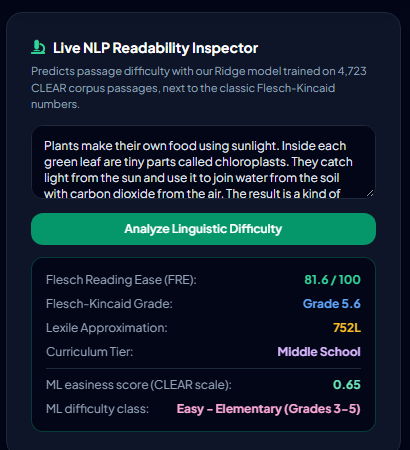 Live NLP Readability Inspector
Predicts passage difficulty with our Ridge model trained on 4,723
CLEAR corpus passages, next to the classic Flesch-Kincaid
numbers.
Plants make their own food using sunlight. Inside each
green leaf are tiny parts called chloroplasts. They catch
light from the sun and use it to join water from the soil
with carbon dioxide from the air. The result is a kind of
Analyze Linguistic Difficulty
Flesch Reading Ease (FRE): 81.6 / 100
Flesch-Kincaid Grade: Grade 5.6
Lexile Approximation: 752L
Curriculum Tier: Middle School
ML easiness score (CLEAR scale): 0.65
ML difficulty class: Easy – Elementary (Grades 3–5)